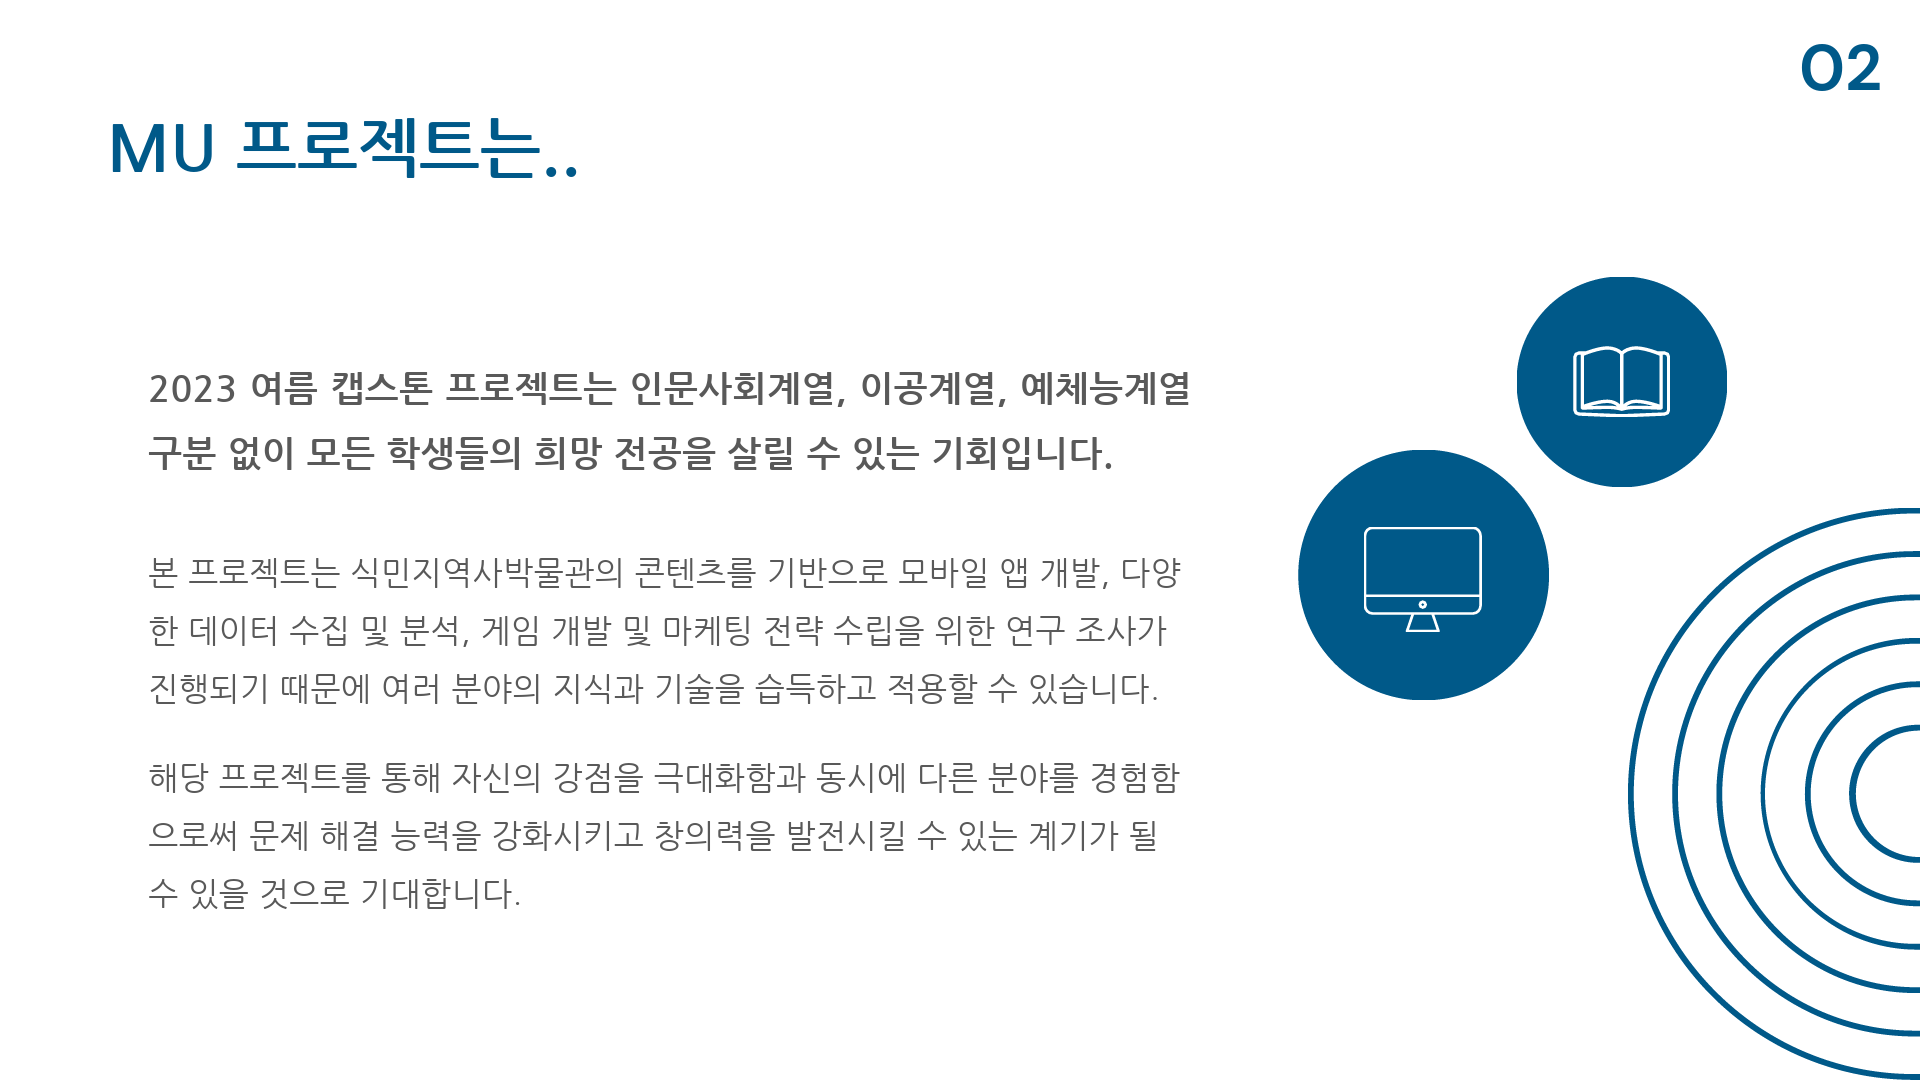 02
MU 프로젝트는..
2023 여름 캡스톤 프로젝트는 인문사회계열, 이공계열, 예체능계열
구분 없이 모든 학생들의 희망 전공을 살릴 수 있는 기회입니다.
본 프로젝트는 식민지역사박물관의 콘텐츠를 기반으로 모바일 앱 개발, 다양
한 데이터 수집 및 분석, 게임 개발 및 마케팅 전략 수립을 위한 연구 조사가
진행되기 때문에 여러 분야의 지식과 기술을 습득하고 적용할 수 있습니다.
해당 프로젝트를 통해 자신의 강점을 극대화함과 동시에 다른 분야를 경험함
으로써 문제 해결 능력을 강화시키고 창의력을 발전시킬 수 있는 계기가 될
수 있을 것으로 기대합니다.